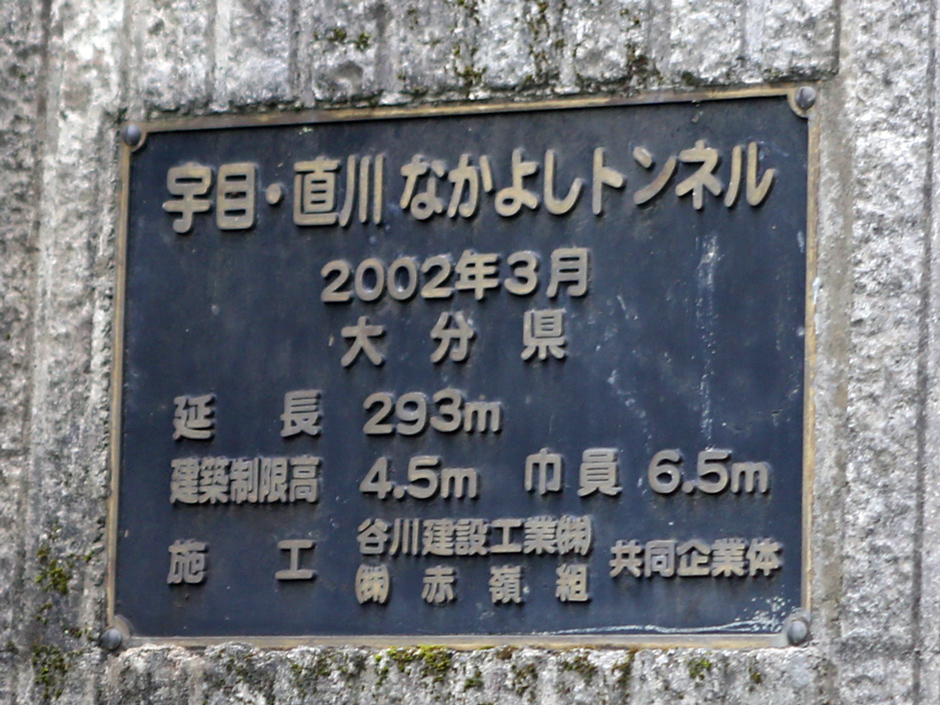 宇目・直川なかよしトンネル
2002年3月
大分県
延長 293m
建築制限高 4.5m 巾員 6.5m
施工 谷川建設工業㈱
㈱赤嶺組 共同企業体